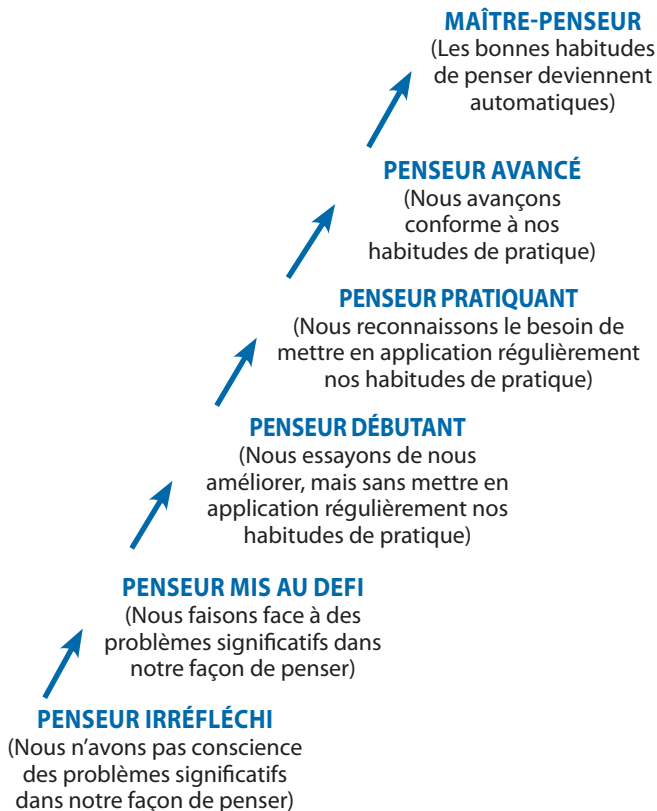 MAÎTRE-PENSEUR
(Les bonnes habitudes
de penser deviennent
automatiques)
PENSEUR AVANCÉ
(Nous avançons
conforme à nos
habitudes de pratique)
PENSEUR PRATIQUANT
(Nous reconnaissons le besoin de
mettre en application régulièrement
nos habitudes de pratique)
PENSEUR DÉBUTANT
(Nous essayons de nous
améliorer, mais sans mettre en
application régulièrement nos
habitudes de pratique)
PENSEUR MIS AU DEFI
(Nous faisons face à des
problèmes significatifs dans
notre façon de penser)
PENSEUR IRRÉFLÉCHI
(Nous n'avons pas conscience
des problèmes significatifs
dans notre façon de penser)